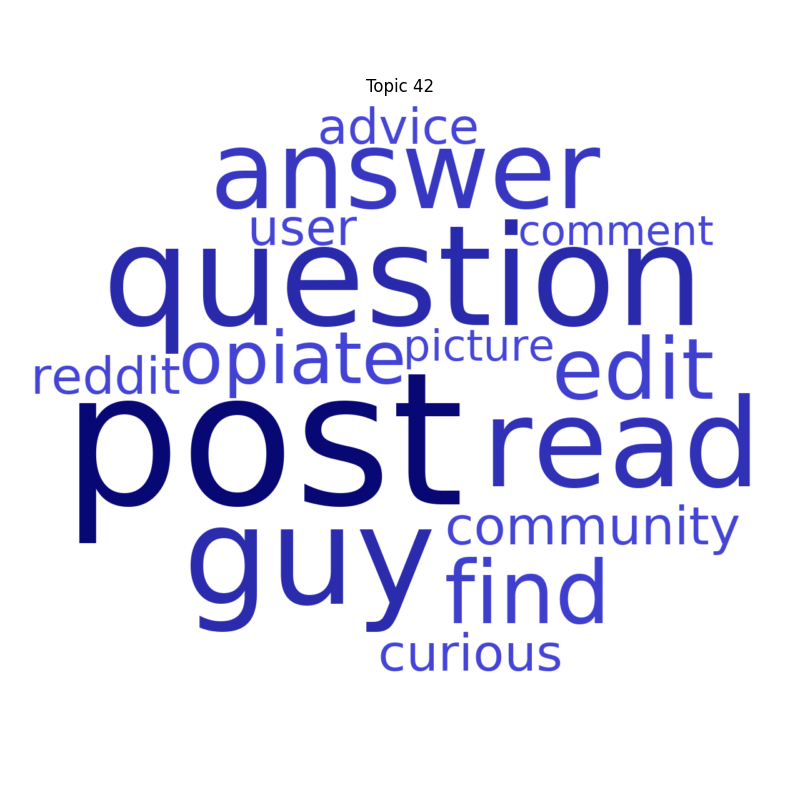 Topic 42
advice
answer
user comment
question
opiate picture edit
reddit
post read
community
guy find
curious